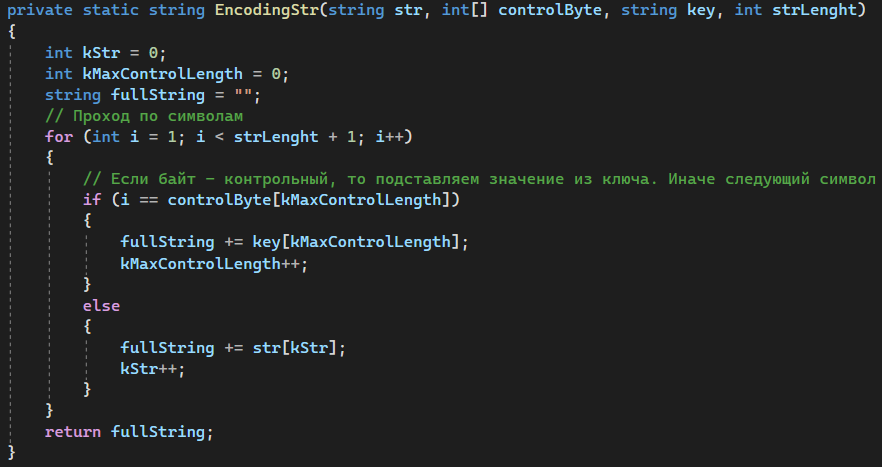 private static string EncodingStr(string str, int[] controlByte, string key, int strLenght)
{
int kStr = 0;
int kMaxControlLength = 0;
string fullString = "";
// Проход по символам
for (int i = 1; i < strLenght + 1; i++)
{
// Если байт - контрольный, то подставляем значение из ключа. Иначе следующий символ
if (i == controlByte[kMaxControlLength])
{
fullString += key[kMaxControlLength];
kMaxControlLength++;
}
else
{
fullString += str[kStr];
kStr++;
}
}
return fullString;
}